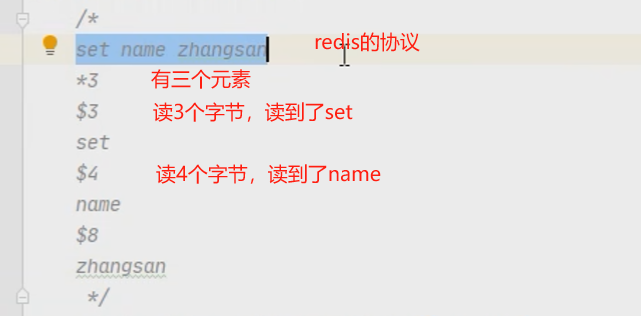 /*
set name zhangsan redis的协议
*3 有三个元素
$3 读3个字节，读到了set
set
$4 读4个字节，读到了name
name
$8
zhangsan
*/